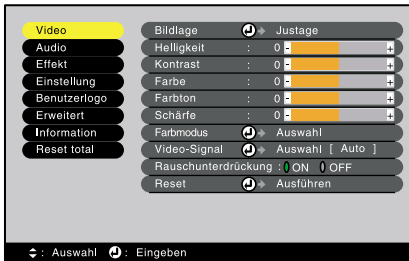 Video
Audio
Effekt
Einstellung
Benutzerlogo
Erweitert
Information
Reset total
Bildlage Justage
Helligkeit : 0 - +
Kontrast : 0 - +
Farbe : 0 - +
Farbton : 0 - +
Schärfe : 0 - +
Farbmodus Auswahl
Video-Signal Auswahl [ Auto ]
Rauschunterdrückung : ON OFF
Reset Ausführen
: Auswahl : Eingeben